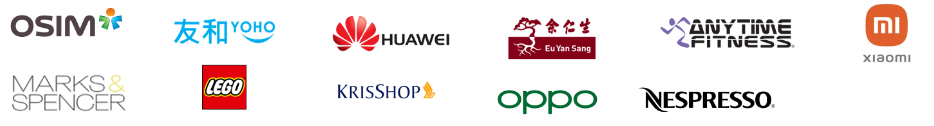 OSIM
友和 YOHO
HUAWEI
余仁生
Eu Yan Sang
ANYTIME
FITNESS®
mi
xiaomi
MARKS&
SPENCER
LEGO
KRISSHOP
oppo
NESPRESSO®